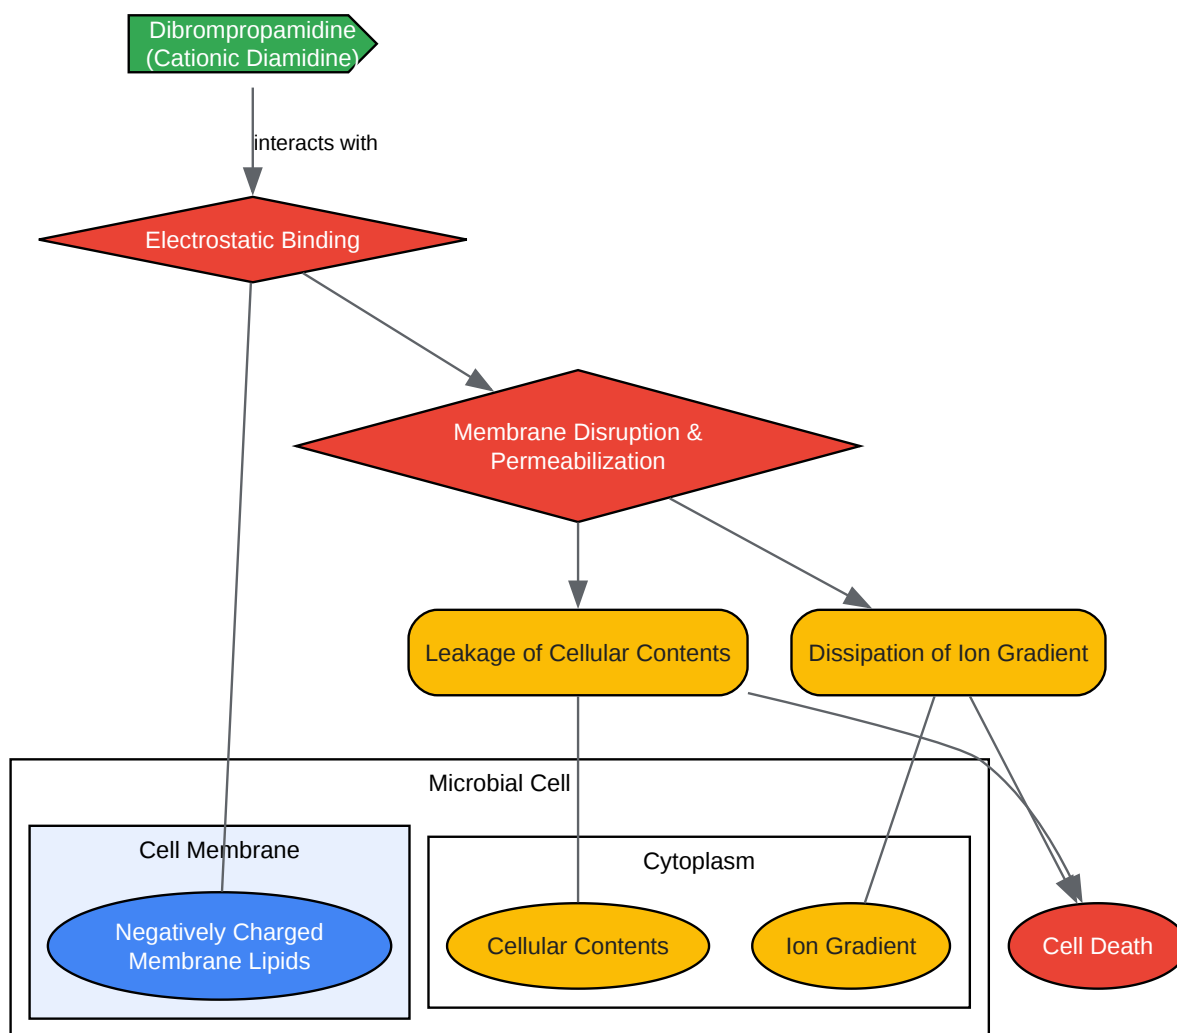 Dibrompropamidine
(Cationic Diamidine)
interacts with
Electrostatic Binding
Membrane Disruption &
Permeabilization
Leakage of Cellular Contents
Dissipation of Ion Gradient
Microbial Cell
Cell Membrane
Cytoplasm
Negatively Charged
Membrane Lipids
Cellular Contents
Ion Gradient
Cell Death